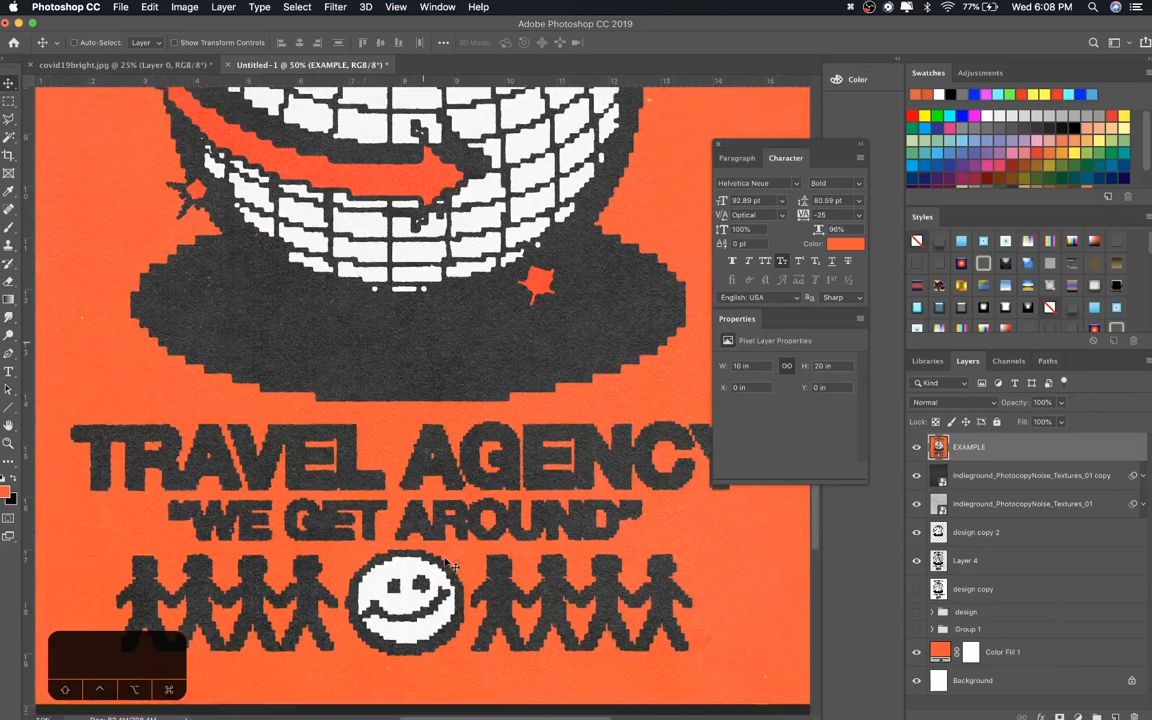 Photoshop CC File Edit Image Layer Type Select Filter 3D View Window Help 77% Wed 6:08 PM
Adobe Photoshop CC 2019
Auto-Select: Layer Show Transform Controls 3D Mode:
covid19bright.jpg @ 25% (Layer 0, RGB/8*) * Untitled-1 @ 50% (EXAMPLE, RGB/8*) *
Color
Swatches Adjustments
Paragraph Character
Helvetica Neue Bold
92.89 pt 80.59 pt
Optical -25
100% 96%
0 pt Color:
English: USA Sharp
Properties
Pixel Layer Properties
W: 16 in H: 20 in
X: 0 in Y: 0 in
Styles
Libraries Layers Channels Paths
Kind
Normal Opacity: 100%
Lock: Fill: 100%
EXAMPLE
Indieground_PhotocopyNoise_Textures_01 copy
Indieground_PhotocopyNoise_Textures_01
design copy 2
Layer 4
design copy
design
Group 1
Color Fill 1
Background
TRAVEL AGENCY
"WE GET AROUND"